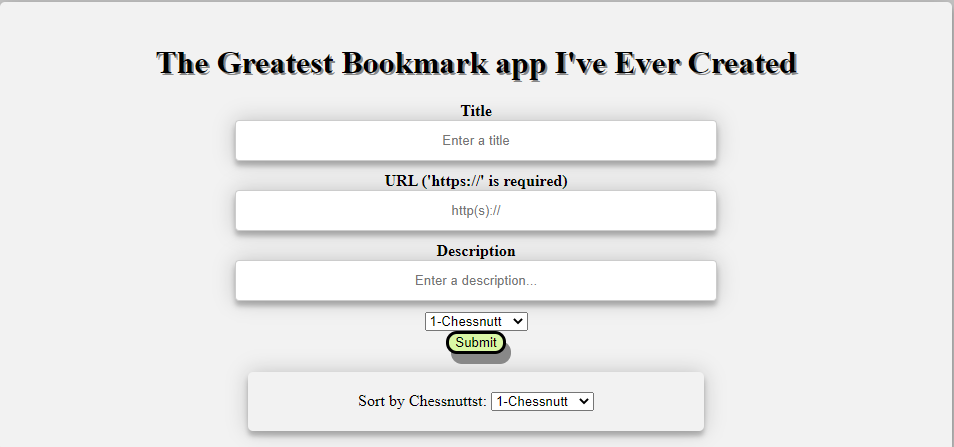 The Greatest Bookmark app I've Ever Created
Title
Enter a title
URL ('https://' is required)
http(s)://
Description
Enter a description...
1-Chessnutt
Submit
Sort by Chessnuttst: 1-Chessnutt